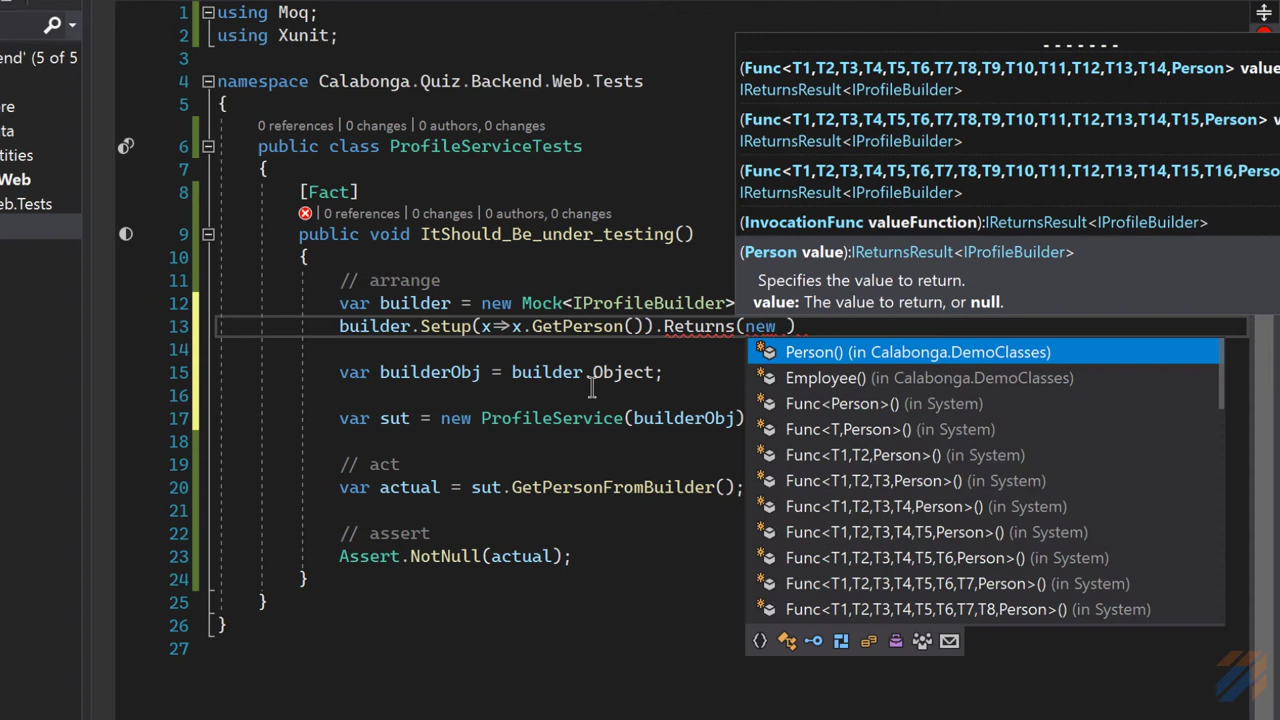 1 using Moq;
2 using Xunit;
end' (5 of 5
3
4 namespace Calabonga.Quiz.Backend.Web.Tests
5 {
ore
0 references | 0 changes | 0 authors, 0 changes
ta
6 public class ProfileServiceTests
tities
7 {
Web
8 [Fact]
eb.Tests
0 references | 0 changes | 0 authors, 0 changes
9 public void ItShould_Be_under_testing()
10 {
11 // arrange
12 var builder = new Mock<IProfileBuilder>
13 builder.Setup(x=>x.GetPerson()).Returns(new )
14
15 var builderObj = builder.Object;
16
17 var sut = new ProfileService(builderObj)
18
19 // act
20 var actual = sut.GetPersonFromBuilder();
21
22 // assert
23 Assert.NotNull(actual);
24 }
25 }
26 }
27
(Func<T1,T2,T3,T4,T5,T6,T7,T8,T9,T10,T11,T12,T13,T14,Person> value
IReturnsResult<IProfileBuilder>
(Func<T1,T2,T3,T4,T5,T6,T7,T8,T9,T10,T11,T12,T13,T14,T15,Person> v
IReturnsResult<IProfileBuilder>
(Func<T1,T2,T3,T4,T5,T6,T7,T8,T9,T10,T11,T12,T13,T14,T15,T16,Perso
IReturnsResult<IProfileBuilder>
(InvocationFunc valueFunction):IReturnsResult<IProfileBuilder>
(Person value):IReturnsResult<IProfileBuilder>
Specifies the value to return.
value: The value to return, or null.
Person() (in Calabonga.DemoClasses)
Employee() (in Calabonga.DemoClasses)
Func<Person>() (in System)
Func<T,Person>() (in System)
Func<T1,T2,Person>() (in System)
Func<T1,T2,T3,Person>() (in System)
Func<T1,T2,T3,T4,Person>() (in System)
Func<T1,T2,T3,T4,T5,Person>() (in System)
Func<T1,T2,T3,T4,T5,T6,Person>() (in System)
Func<T1,T2,T3,T4,T5,T6,T7,Person>() (in System)
Func<T1,T2,T3,T4,T5,T6,T7,T8,Person>() (in System)